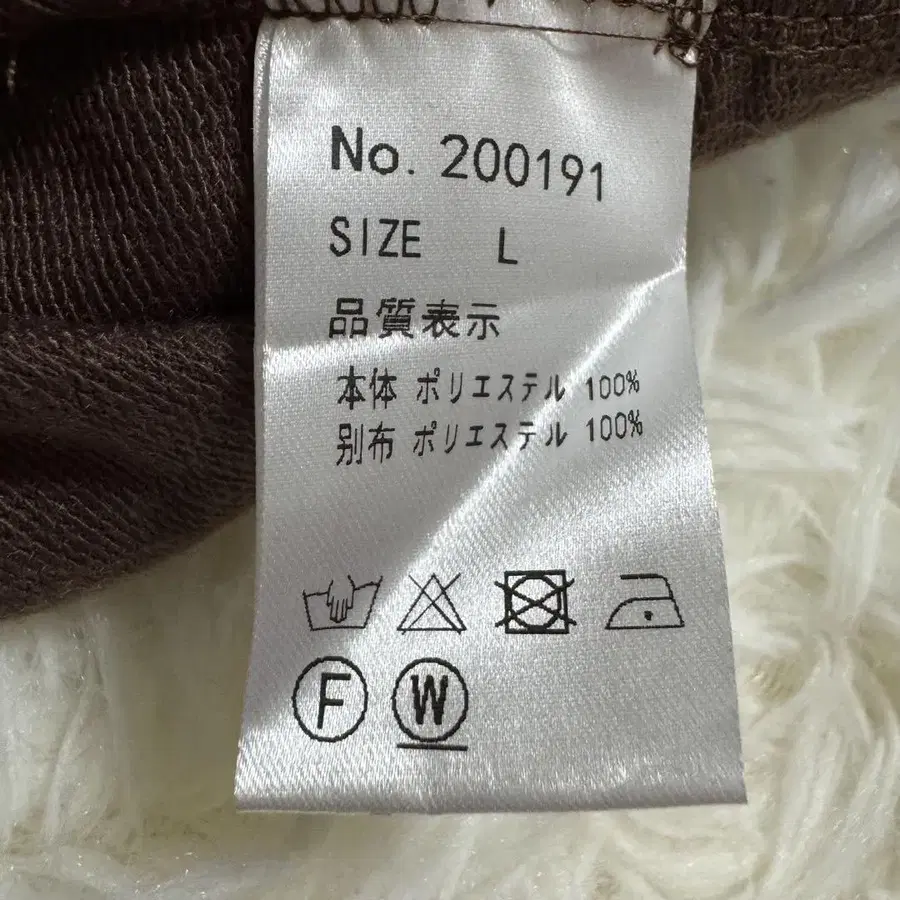 No. 200191
SIZE L
品質表示
本体 ポリエステル 100%
別布 ポリエステル 100%
F W